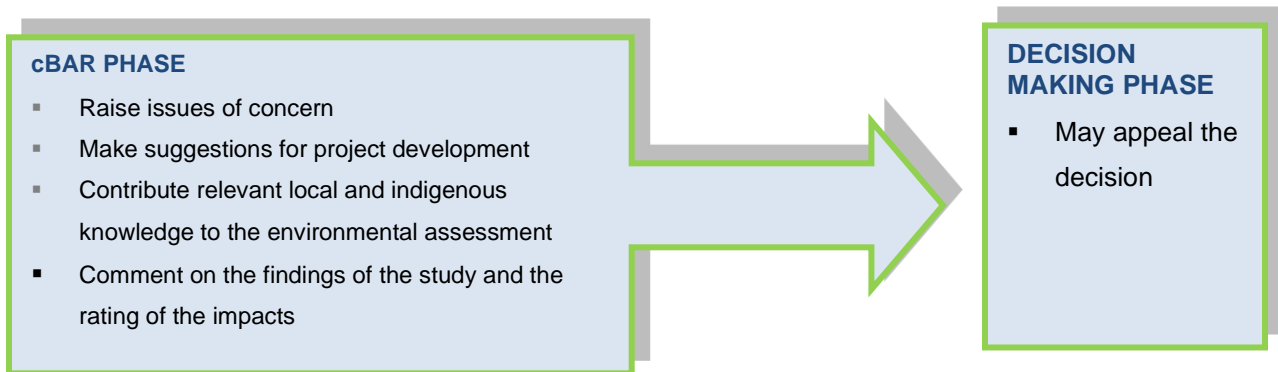 cBAR PHASE
▪ Raise issues of concern
▪ Make suggestions for project development
▪ Contribute relevant local and indigenous
knowledge to the environmental assessment
▪ Comment on the findings of the study and the
rating of the impacts
DECISION
MAKING PHASE
▪ May appeal the
decision